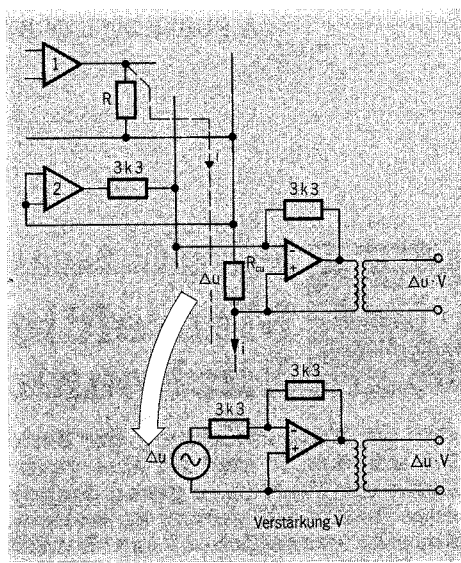 1
R
i
3k3
2
3k3
-
+
Δu
R_cu
Δu·V
i
3k3
3k3
-
+
Δu
Δu·V
Verstärkung V